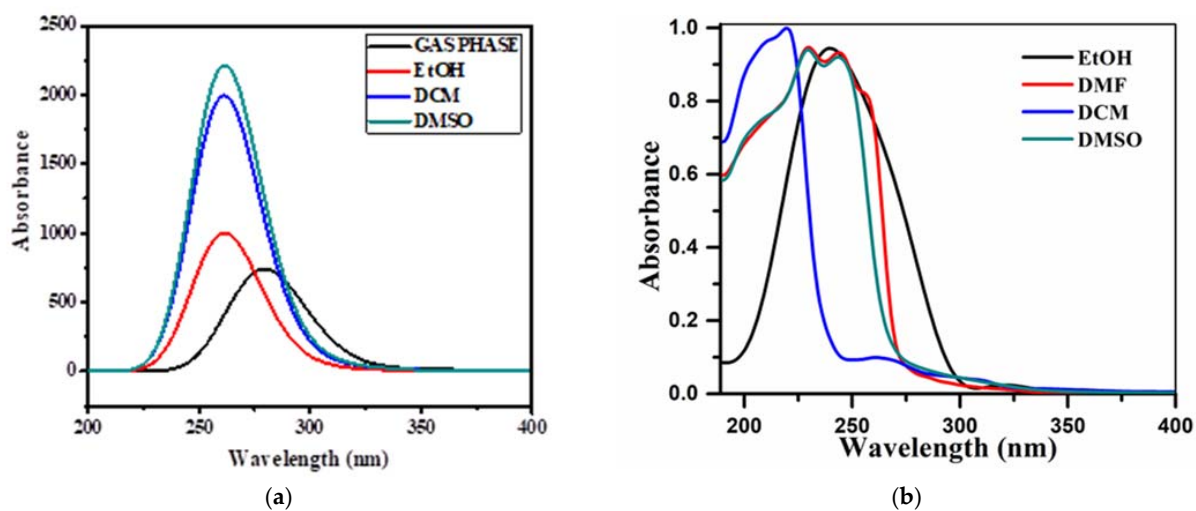 2500
2000
1500
1000
500
0
Absorbance
200
250
300
350
400
Wavelength (nm)
GAS PHASE
EtOH
DCM
DMSO
(a)
1.0
0.8
0.6
0.4
0.2
0.0
Absorbance
200
250
300
350
400
Wavelength (nm)
EtOH
DMF
DCM
DMSO
(b)